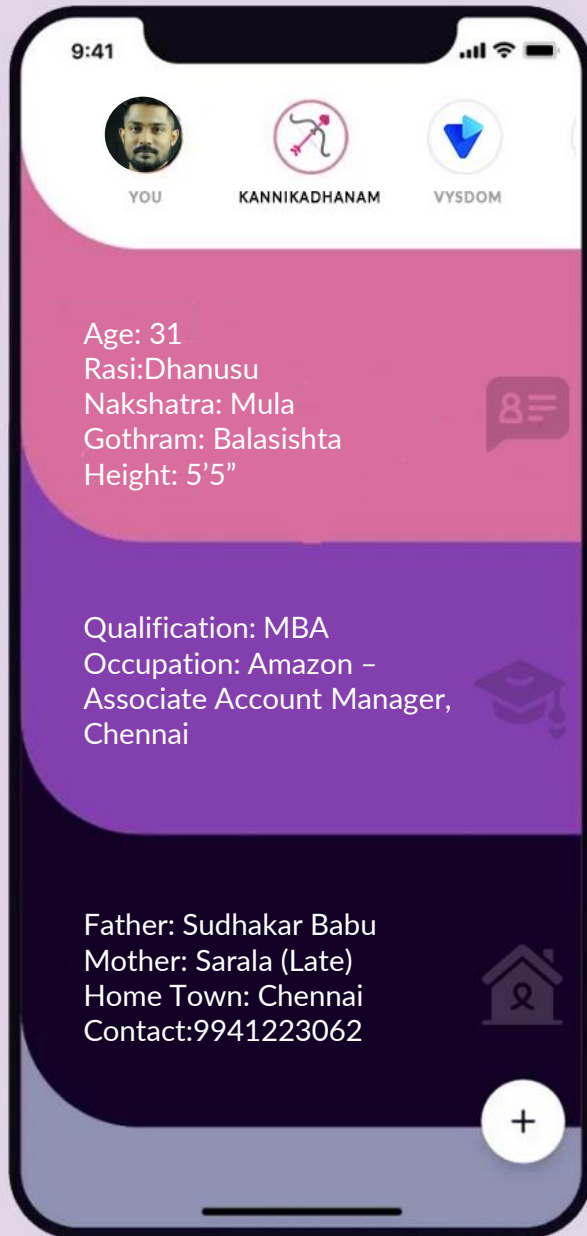 9:41
YOU
KANNIKADHANAM
VYSDOM
Age: 31
Rasi:Dhanusu
Nakshatra: Mula
Gothram: Balasishta
Height: 5’5”
Qualification: MBA
Occupation: Amazon –
Associate Account Manager,
Chennai
Father: Sudhakar Babu
Mother: Sarala (Late)
Home Town: Chennai
Contact:9941223062